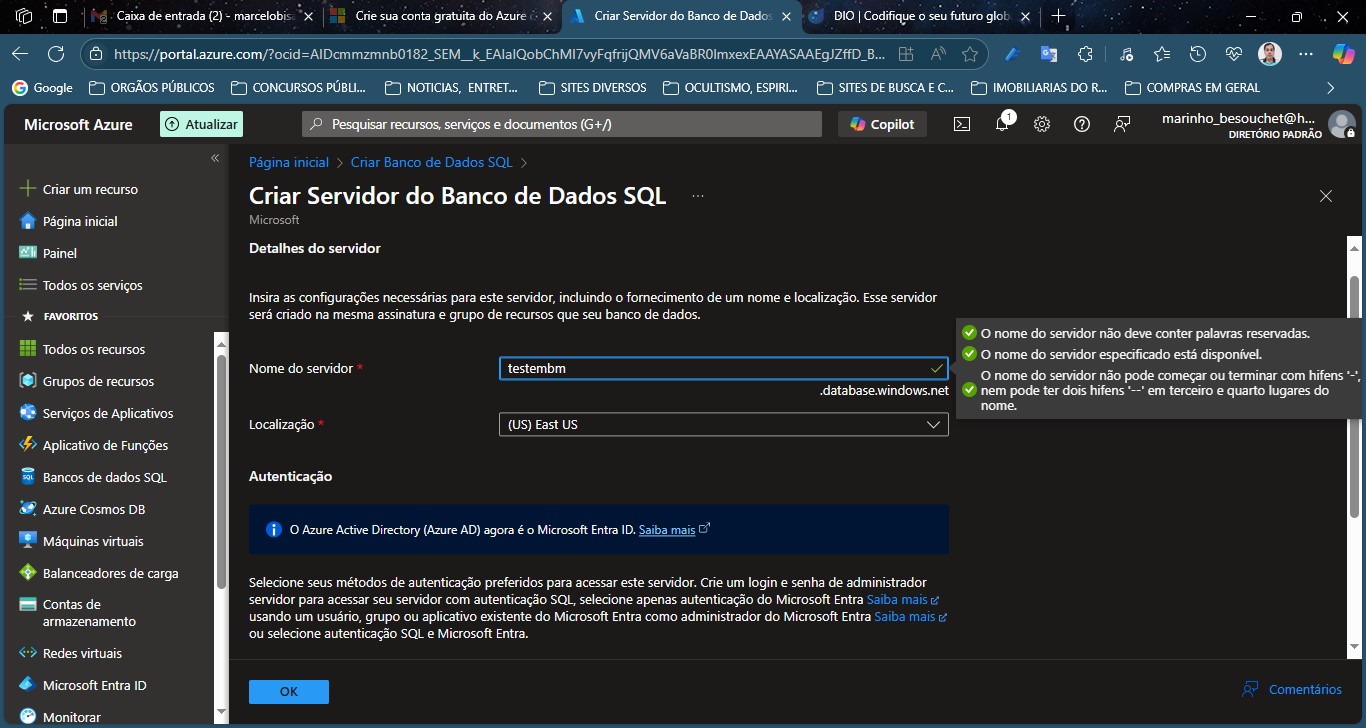 Caixa de entrada (2) - marcelobis
Crie sua conta gratuita do Azure
Criar Servidor do Banco de Dados
DIO | Codifique o seu futuro glob
https://portal.azure.com/?ocid=AIDcmmzmnb0182_SEM__k_EAIaIQobChMI7vyFqfrijQMV6aVaBR0ImxexEAAYASAAEgJZffD_B...
Google
ORGÃOS PÚBLICOS
CONCURSOS PÚBLI...
NOTICIAS, ENTRET...
SITES DIVERSOS
OCULTISMO, ESPIRI...
SITES DE BUSCA E C...
IMOBILIARIAS DO R...
COMPRAS EM GERAL
Microsoft Azure
Atualizar
Pesquisar recursos, serviços e documentos (G+/)
Copilot
1
marinho_besouchet@h...
DIRETÓRIO PADRÃO
Criar um recurso
Página inicial
Painel
Todos os serviços
FAVORITOS
Todos os recursos
Grupos de recursos
Serviços de Aplicativos
Aplicativo de Funções
Bancos de dados SQL
Azure Cosmos DB
Máquinas virtuais
Balanceadores de carga
Contas de
armazenamento
Redes virtuais
Microsoft Entra ID
Monitorar
Página inicial > Criar Banco de Dados SQL >
Criar Servidor do Banco de Dados SQL ...
Microsoft
Detalhes do servidor
Insira as configurações necessárias para este servidor, incluindo o fornecimento de um nome e localização. Esse servidor
será criado na mesma assinatura e grupo de recursos que seu banco de dados.
Nome do servidor *
testembm
.database.windows.net
O nome do servidor não deve conter palavras reservadas.
O nome do servidor especificado está disponível.
O nome do servidor não pode começar ou terminar com hifens '-',
nem pode ter dois hifens '--' em terceiro e quarto lugares do
nome.
Localização *
(US) East US
Autenticação
O Azure Active Directory (Azure AD) agora é o Microsoft Entra ID. Saiba mais
Selecione seus métodos de autenticação preferidos para acessar este servidor. Crie um login e senha de administrador
servidor para acessar seu servidor com autenticação SQL, selecione apenas autenticação do Microsoft Entra Saiba mais
usando um usuário, grupo ou aplicativo existente do Microsoft Entra como administrador do Microsoft Entra Saiba mais
ou selecione autenticação SQL e Microsoft Entra.
OK
Comentários